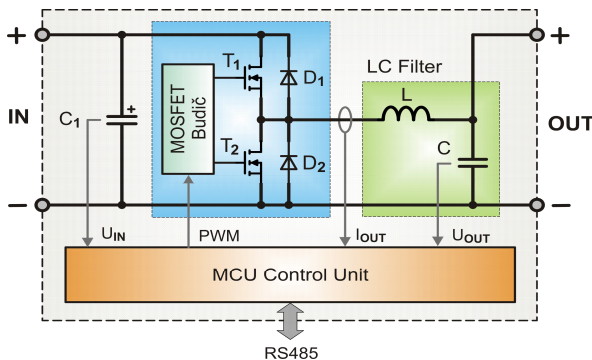 +
+
IN
OUT
−
−
C1
+
MOSFET
Budič
T1
T2
D1
D2
LC Filter
L
C
UIN
PWM
IOUT
UOUT
MCU Control Unit
RS485